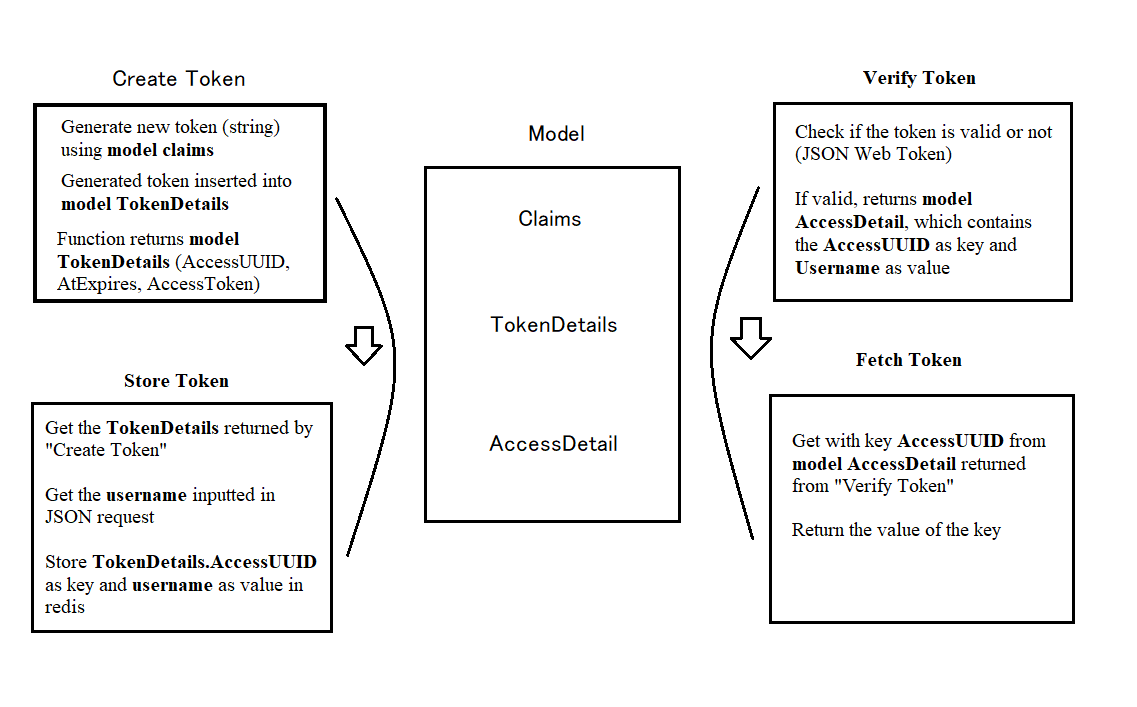 Create Token
Generate new token (string)
using model claims
Generated token inserted into
model TokenDetails
Function returns model
TokenDetails (AccessUUID,
AtExpires, AccessToken)
Store Token
Get the TokenDetails returned by
"Create Token"
Get the username inputted in
JSON request
Store TokenDetails.AccessUUID
as key and username as value in
redis
Model
Claims
TokenDetails
AccessDetail
Verify Token
Check if the token is valid or not
(JSON Web Token)
If valid, returns model
AccessDetail, which contains
the AccessUUID as key and
Username as value
Fetch Token
Get with key AccessUUID from
model AccessDetail returned
from "Verify Token"
Return the value of the key